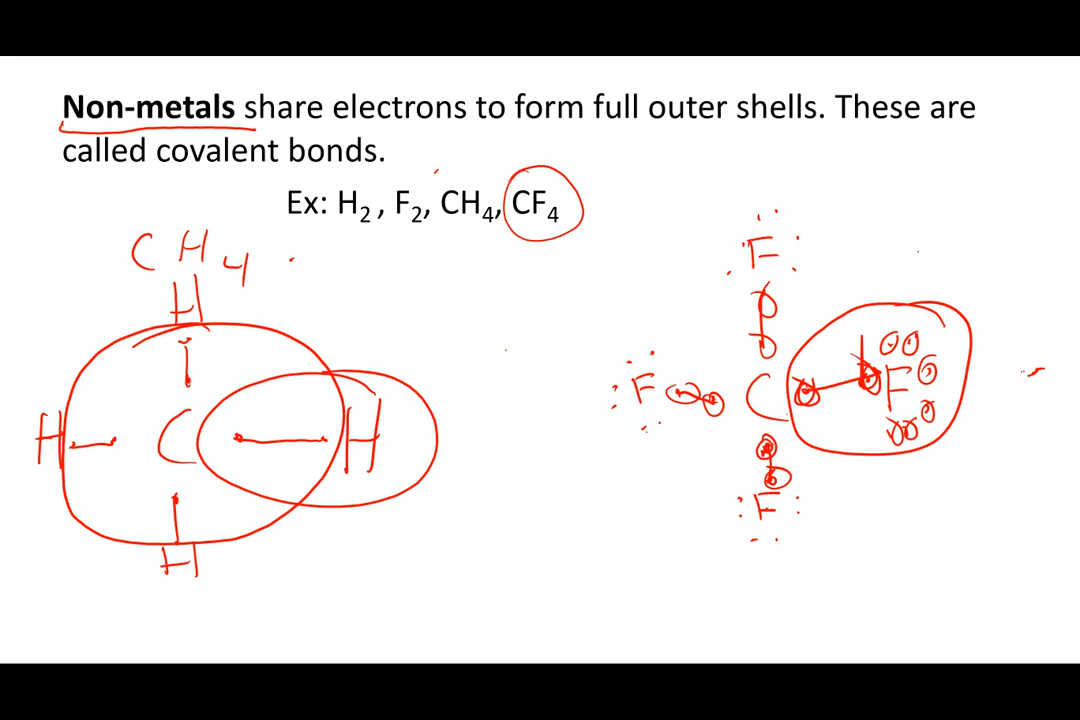 Non-metals share electrons to form full outer shells. These are
called covalent bonds.
Ex: H₂ , F₂, CH₄, CF₄
CH4
H
H C H
H
F
F C F
F